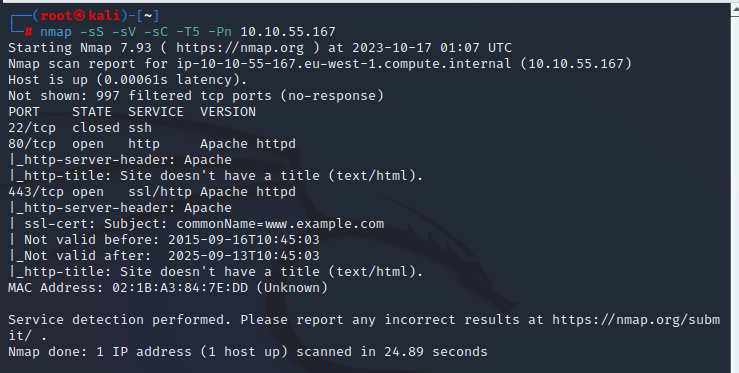 ┌──(root㉿kali)-[~]
└─# nmap -sS -sV -sC -T5 -Pn 10.10.55.167
Starting Nmap 7.93 ( https://nmap.org ) at 2023-10-17 01:07 UTC
Nmap scan report for ip-10-10-55-167.eu-west-1.compute.internal (10.10.55.167)
Host is up (0.00061s latency).
Not shown: 997 filtered tcp ports (no-response)
PORT    STATE  SERVICE  VERSION
22/tcp  closed ssh
80/tcp  open   http     Apache httpd
|_http-server-header: Apache
|_http-title: Site doesn't have a title (text/html).
443/tcp open   ssl/http Apache httpd
|_http-server-header: Apache
| ssl-cert: Subject: commonName=www.example.com
| Not valid before: 2015-09-16T10:45:03
|_Not valid after:  2025-09-13T10:45:03
|_http-title: Site doesn't have a title (text/html).
MAC Address: 02:1B:A3:84:7E:DD (Unknown)

Service detection performed. Please report any incorrect results at https://nmap.org/subm
it/ .
Nmap done: 1 IP address (1 host up) scanned in 24.89 seconds